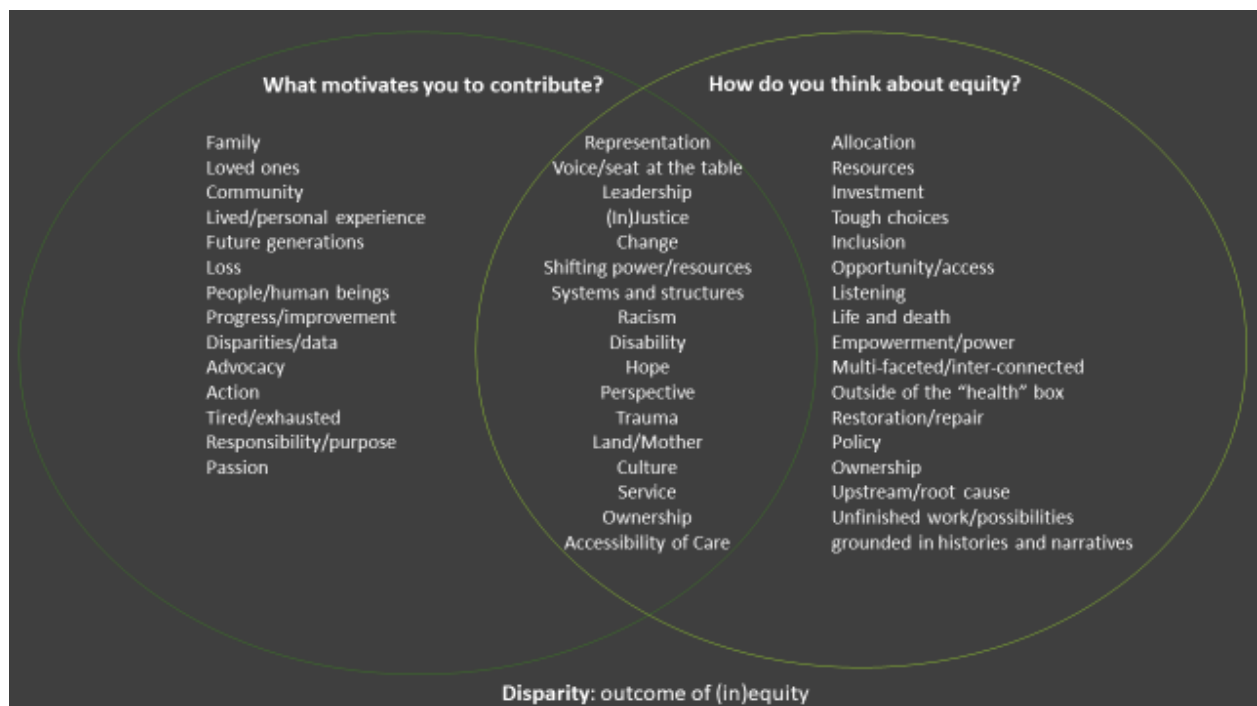 What motivates you to contribute?
How do you think about equity?
Family
Loved ones
Community
Lived/personal experience
Future generations
Loss
People/human beings
Progress/improvement
Disparities/data
Advocacy
Action
Tired/exhausted
Responsibility/purpose
Passion
Representation
Voice/seat at the table
Leadership
(In)Justice
Change
Shifting power/resources
Systems and structures
Racism
Disability
Hope
Perspective
Trauma
Land/Mother
Culture
Service
Ownership
Accessibility of Care
Allocation
Resources
Investment
Tough choices
Inclusion
Opportunity/access
Listening
Life and death
Empowerment/power
Multi-faceted/inter-connected
Outside of the “health” box
Restoration/repair
Policy
Ownership
Upstream/root cause
Unfinished work/possibilities
grounded in histories and narratives
Disparity: outcome of (in)equity